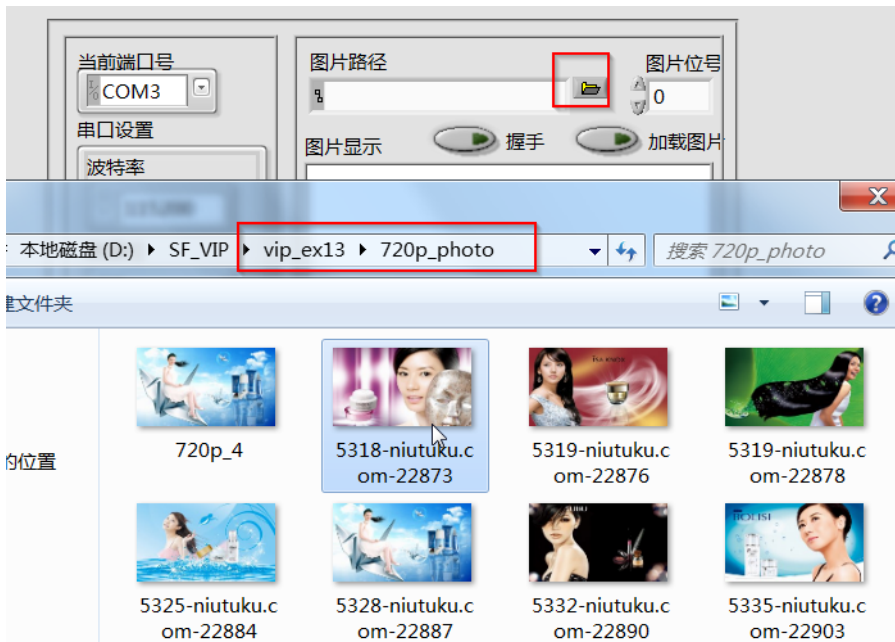 当前端口号
COM3
串口设置
波特率
115200
图片路径
图片位号
0
图片显示
握手
加载图片
本地磁盘 (D:) SF_VIP vip_ex13 720p_photo
搜索 720p_photo
建文件夹
的位置
720p_4
5318-niutuku.c
om-22873
5319-niutuku.c
om-22876
5319-niutuku.c
om-22878
5325-niutuku.c
om-22884
5328-niutuku.c
om-22887
5332-niutuku.c
om-22890
5335-niutuku.c
om-22903